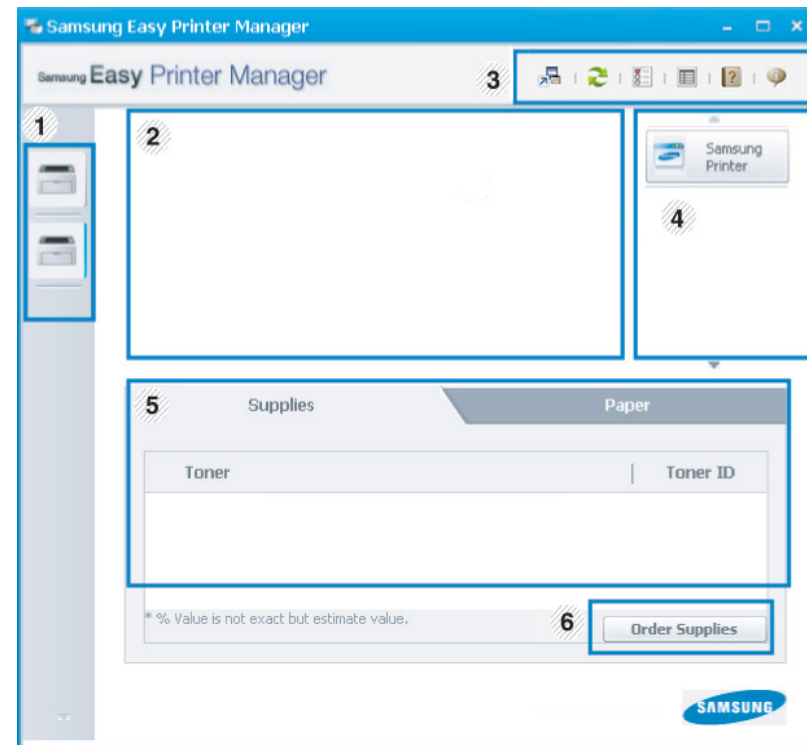 Samsung Easy Printer Manager
Samsung Easy Printer Manager
3
1
2
Samsung
Printer
4
5 Supplies Paper
Toner | Toner ID
* % Value is not exact but estimate value.
6 Order Supplies
SAMSUNG